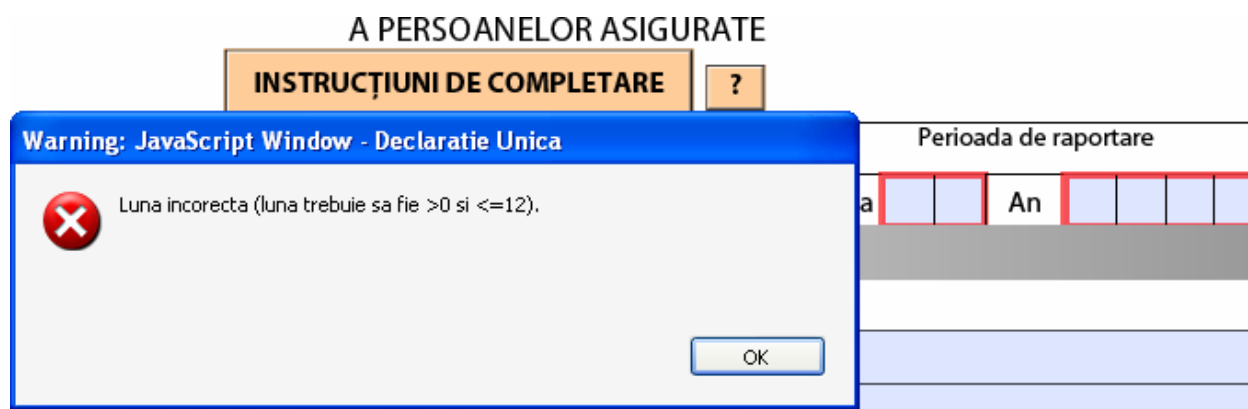 A PERSOANELOR ASIGURATE
INSTRUCȚIUNI DE COMPLETARE
?
Warning: JavaScript Window - Declaratie Unica
Luna incorecta (luna trebuie sa fie >0 si <=12).
OK
Perioada de raportare
a
An